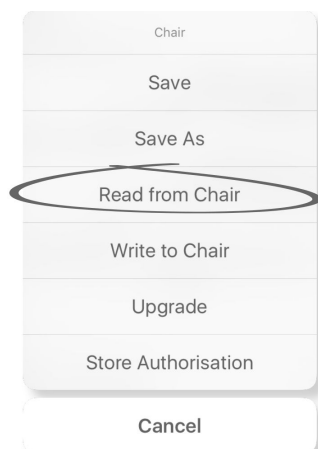 Chair
Save
Save As
Read from Chair
Write to Chair
Upgrade
Store Authorisation
Cancel